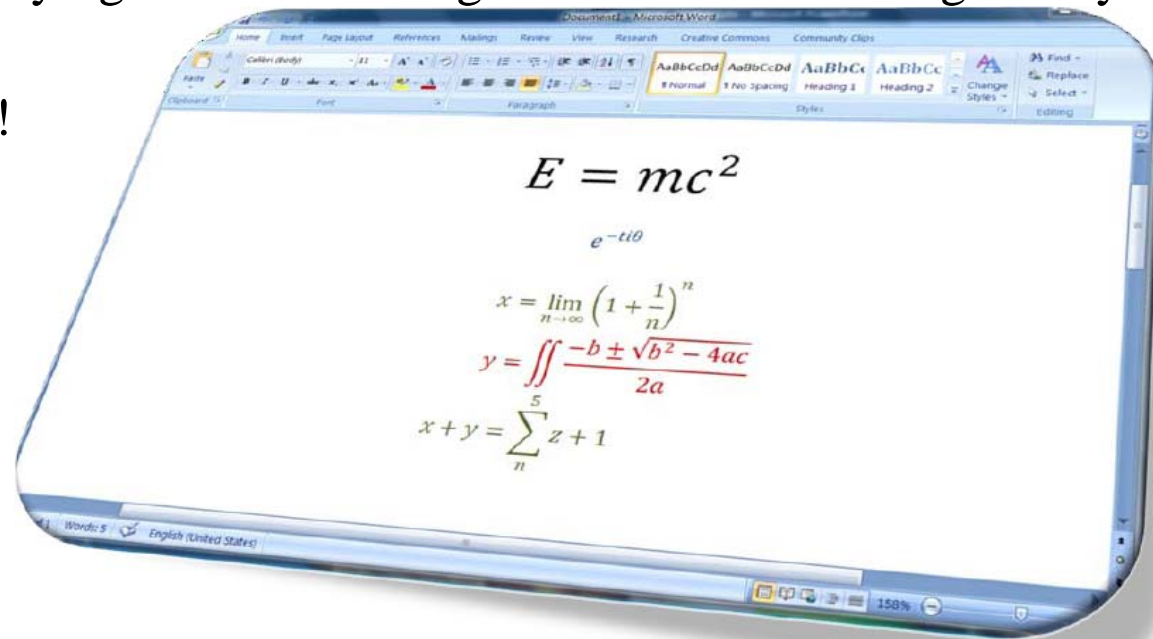 Document1 - Microsoft Word
Home Insert Page Layout References Mailings Review View Research Creative Commons Community Clips
Calibri (Body) 11
AaBbCcDd AaBbCcDd AaBbCc AaBbCc
Paste B I U abe
¶ Normal ¶ No Spacing Heading 1 Heading 2
Change Styles
Find
Replace
Select
Clipboard Font Paragraph Styles Editing
!
E = mc²
e^{-tiθ}
x = lim_{n→∞} (1 + 1/n)^n
y = ∬ (-b ± √(b² - 4ac))/(2a)
x + y = ∑_{n}^{5} z + 1
Words: 5 English (United States)
158%